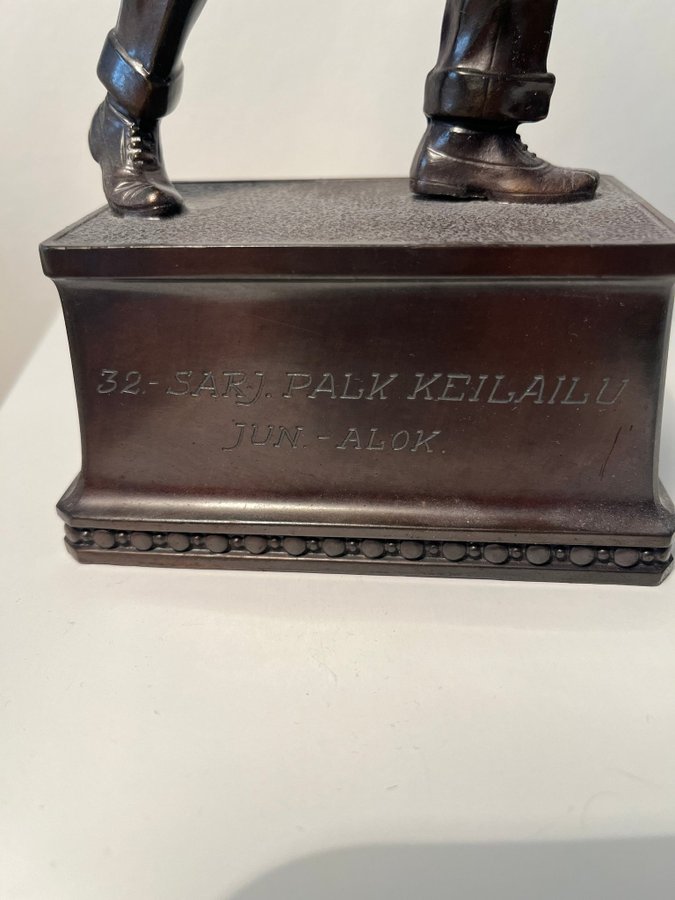 32.- SARJ. PALK KEILAILU
JUN. - ALOK.